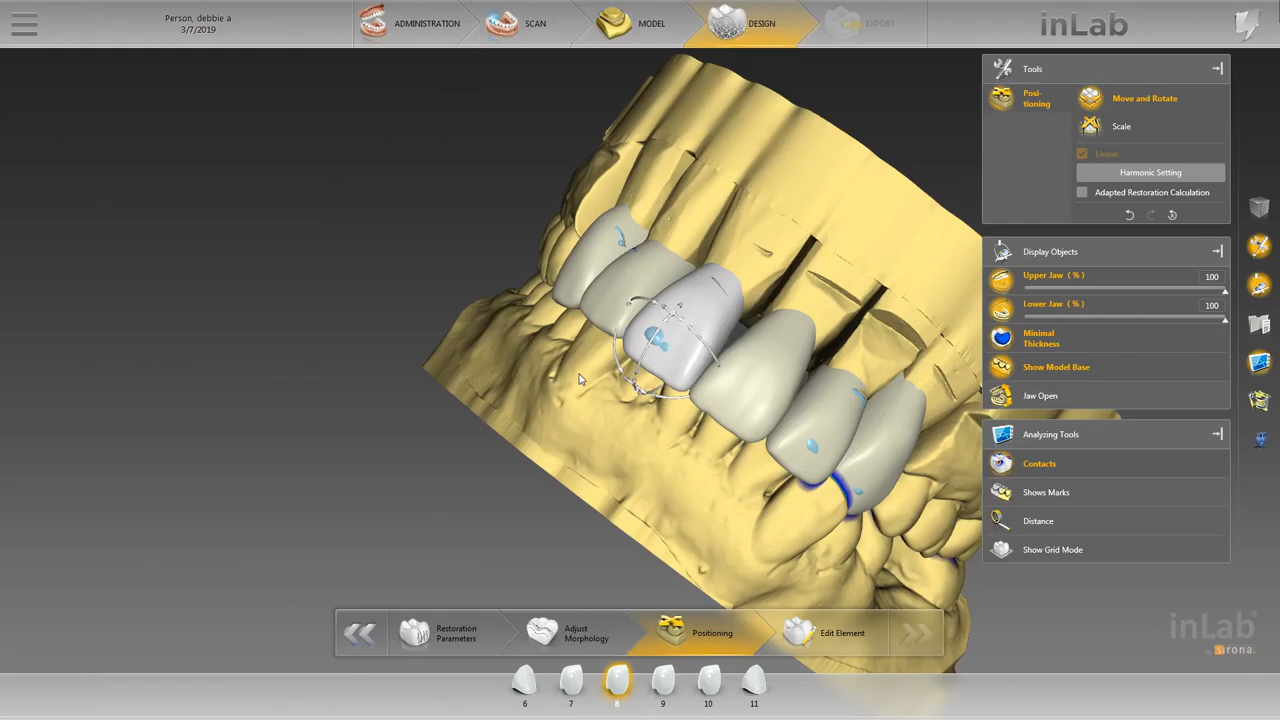 Person, debbie a
3/7/2019
ADMINISTRATION
SCAN
MODEL
DESIGN
EXPORT
inLab
Tools
Posi-
tioning
Move and Rotate
Scale
Linear
Harmonic Setting
Adapted Restoration Calculation
Display Objects
Upper Jaw (%)
100
Lower Jaw (%)
100
Minimal
Thickness
Show Model Base
Jaw Open
Analyzing Tools
Contacts
Shows Marks
Distance
Show Grid Mode
Restoration
Parameters
Adjust
Morphology
Positioning
Edit Element
inLab
by sirona.
6
7
8
9
10
11